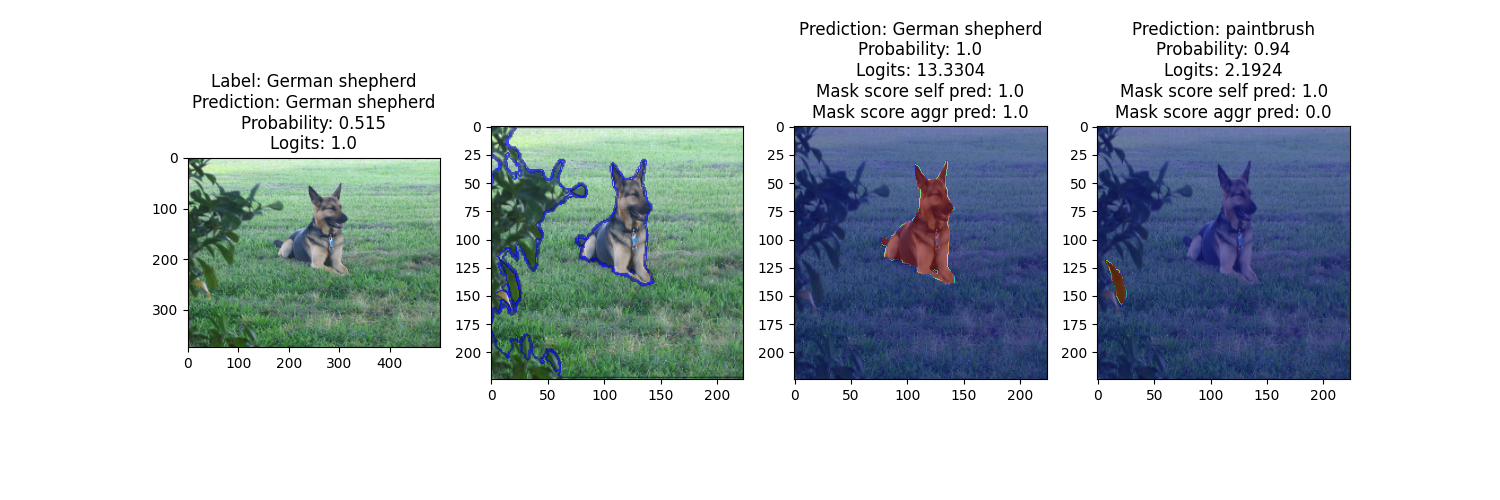 Label: German shepherd
Prediction: German shepherd
Probability: 0.515
Logits: 1.0
0
100
200
300
0 100 200 300 400
0
25
50
75
100
125
150
175
200
0 50 100 150 200
Prediction: German shepherd
Probability: 1.0
Logits: 13.3304
Mask score self pred: 1.0
Mask score aggr pred: 1.0
0
25
50
75
100
125
150
175
200
0 50 100 150 200
Prediction: paintbrush
Probability: 0.94
Logits: 2.1924
Mask score self pred: 1.0
Mask score aggr pred: 0.0
0
25
50
75
100
125
150
175
200
0 50 100 150 200